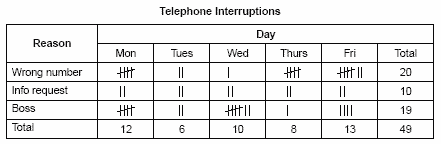 Telephone Interruptions
Reason Day
Mon Tues Wed Thurs Fri Total
Wrong number 𝍸 || | 𝍸 𝍸 || 20
Info request || || || || || 10
Boss 𝍸 || 𝍸 || | |||| 19
Total 12 6 10 8 13 49